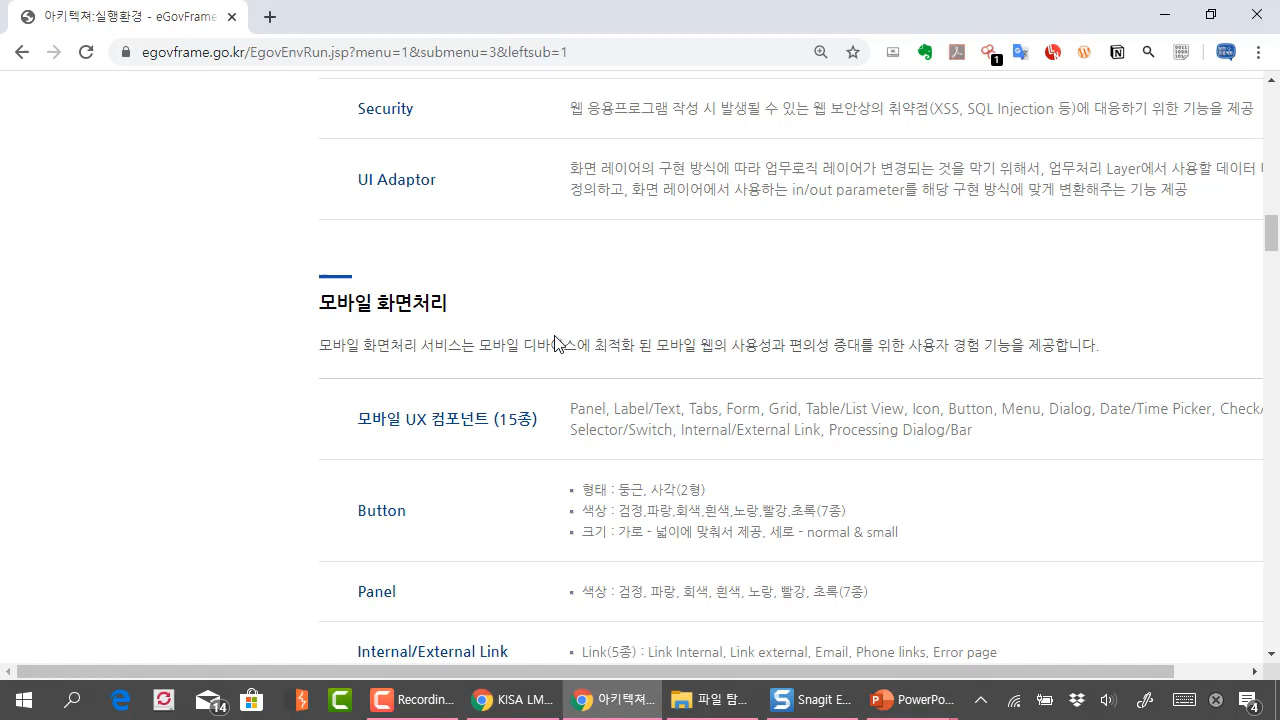 아키텍쳐:실행환경 - eGovFrame
egovframe.go.kr/EgovEnvRun.jsp?menu=1&submenu=3&leftsub=1
1
Security
웹 응용프로그램 작성 시 발생될 수 있는 웹 보안상의 취약점(XSS, SQL Injection 등)에 대응하기 위한 기능을 제공
UI Adaptor
화면 레이어의 구현 방식에 따라 업무로직 레이어가 변경되는 것을 막기 위해서, 업무처리 Layer에서 사용할 데이터
정의하고, 화면 레이어에서 사용하는 in/out parameter를 해당 구현 방식에 맞게 변환해주는 기능 제공
모바일 화면처리
모바일 화면처리 서비스는 모바일 디바이스에 최적화 된 모바일 웹의 사용성과 편의성 증대를 위한 사용자 경험 기능을 제공합니다.
모바일 UX 컴포넌트 (15종)
Panel, Label/Text, Tabs, Form, Grid, Table/List View, Icon, Button, Menu, Dialog, Date/Time Picker, Check/
Selector/Switch, Internal/External Link, Processing Dialog/Bar
Button
▪ 형태 : 둥근, 사각(2형)
▪ 색상 : 검정,파랑,회색,흰색,노랑,빨강,초록(7종)
▪ 크기 : 가로 - 넓이에 맞춰서 제공, 세로 - normal & small
Panel
▪ 색상 : 검정, 파랑, 회색, 흰색, 노랑, 빨강, 초록(7종)
Internal/External Link
▪ Link(5종) : Link Internal, Link external, Email, Phone links, Error page
14 Recordin... KISA LM... 아키텍쳐... 파일 탐... Snagit E... PowerPo... 4